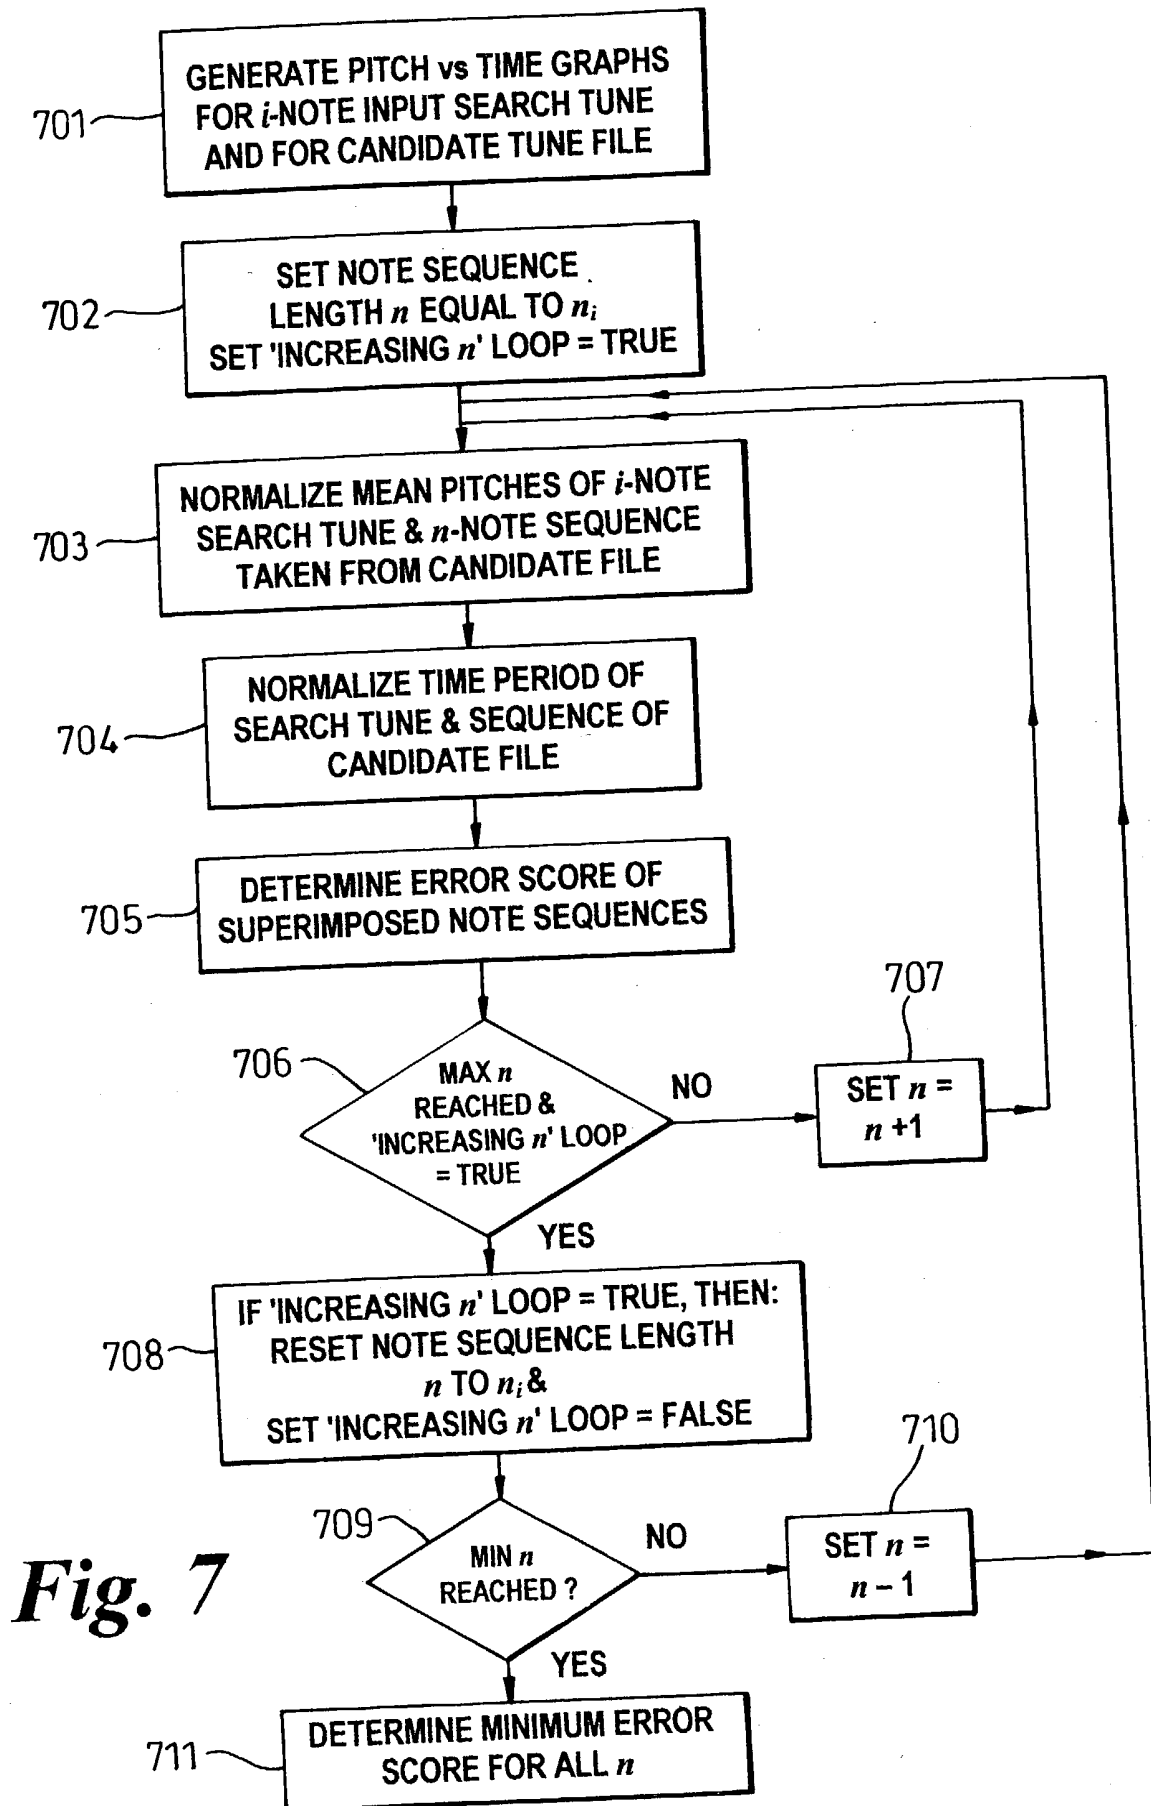 GENERATE PITCH vs TIME GRAPHS
FOR i-NOTE INPUT SEARCH TUNE
AND FOR CANDIDATE TUNE FILE
701
SET NOTE SEQUENCE
LENGTH n EQUAL TO ni
SET 'INCREASING n' LOOP = TRUE
702
NORMALIZE MEAN PITCHES OF i-NOTE
SEARCH TUNE & n-NOTE SEQUENCE
TAKEN FROM CANDIDATE FILE
703
NORMALIZE TIME PERIOD OF
SEARCH TUNE & SEQUENCE OF
CANDIDATE FILE
704
DETERMINE ERROR SCORE OF
SUPERIMPOSED NOTE SEQUENCES
705
706
MAX n
REACHED &
'INCREASING n' LOOP
= TRUE
NO
707
SET n =
n +1
YES
IF 'INCREASING n' LOOP = TRUE, THEN:
RESET NOTE SEQUENCE LENGTH
n TO ni &
SET 'INCREASING n' LOOP = FALSE
708
709
MIN n
REACHED ?
NO
710
SET n =
n – 1
YES
DETERMINE MINIMUM ERROR
SCORE FOR ALL n
711
Fig. 7